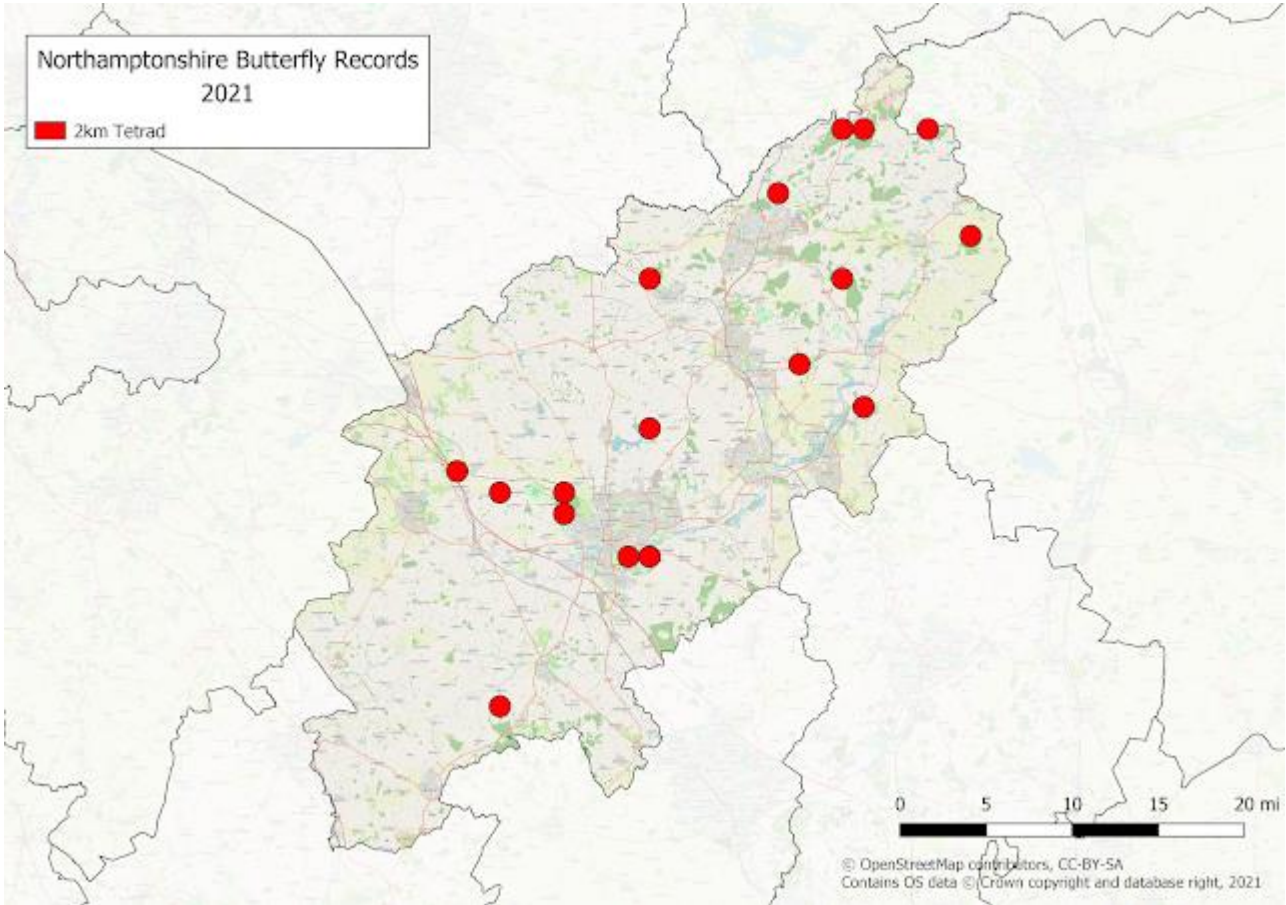 Northamptonshire Butterfly Records
2021
2km Tetrad
0 5 10 15 20 mi
© OpenStreetMap contributors, CC-BY-SA
Contains OS data © Crown copyright and database right, 2021